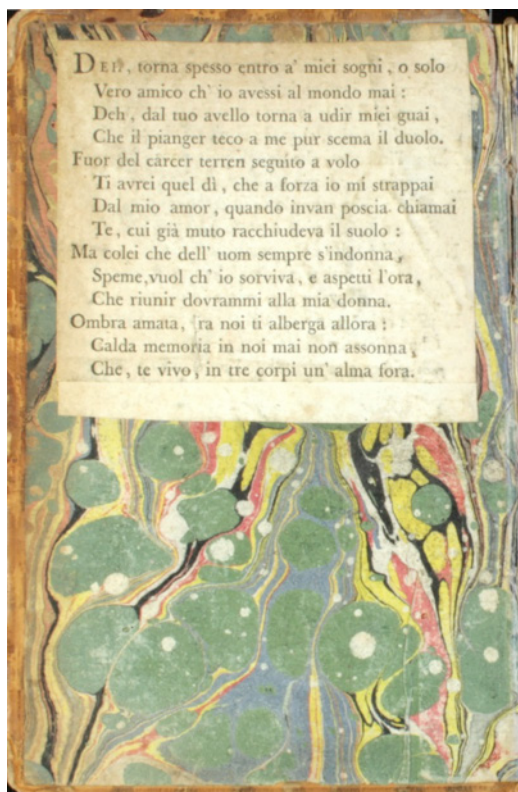 DEH, torna spesso entro a' miei sogni, o solo
Vero amico ch' io avessi al mondo mai :
Deh, dal tuo avello torna a udir miei guai,
Che il pianger teco a me pur scema il duolo.
Fuor del carcer terren seguito a volo
Ti avrei quel dì, che a forza io mi strappai
Dal mio amor, quando invan poscia chiamai
Te, cui già muto racchiudeva il suolo :
Ma colei che dell' uom sempre s'indonna,
Speme, vuol ch' io sorviva, e aspetti l'ora,
Che riunir dovrammi alla mia donna.
Ombra amata, ra noi ti alberga allora :
Calda memoria in noi mai non assonna,
Che, te vivo, in tre corpi un' alma fora.